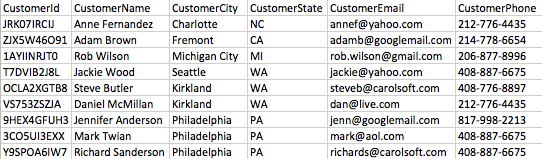 CustomerId CustomerName CustomerCity CustomerState CustomerEmail CustomerPhone
JRK07IRCIJ Anne Fernandez Charlotte NC annef@yahoo.com 212-776-4435
ZJX5W46O91 Adam Brown Fremont CA adamb@googlemail.com 214-778-6654
1AYIINRJT0 Rob Wilson Michigan City MI rob.wilson@gmail.com 206-877-8996
T7DVIB2J8L Jackie Wood Seattle WA jackie@yahoo.com 408-887-6675
OCLA2XGTB8 Steve Butler Kirkland WA steveb@carolsoft.com 408-776-8897
VS753ZSZJA Daniel McMillan Kirkland WA dan@live.com 212-776-4435
9HEX4GFUH3 Jennifer Anderson Philadelphia PA jenn@googlemail.com 817-998-2213
3CO5UI3EXX Mark Twian Philadelphia PA mark@aol.com 408-887-6675
Y9SPOA6IW7 Richard Sanderson Philadelphia PA richards@carolsoft.com 408-887-6675